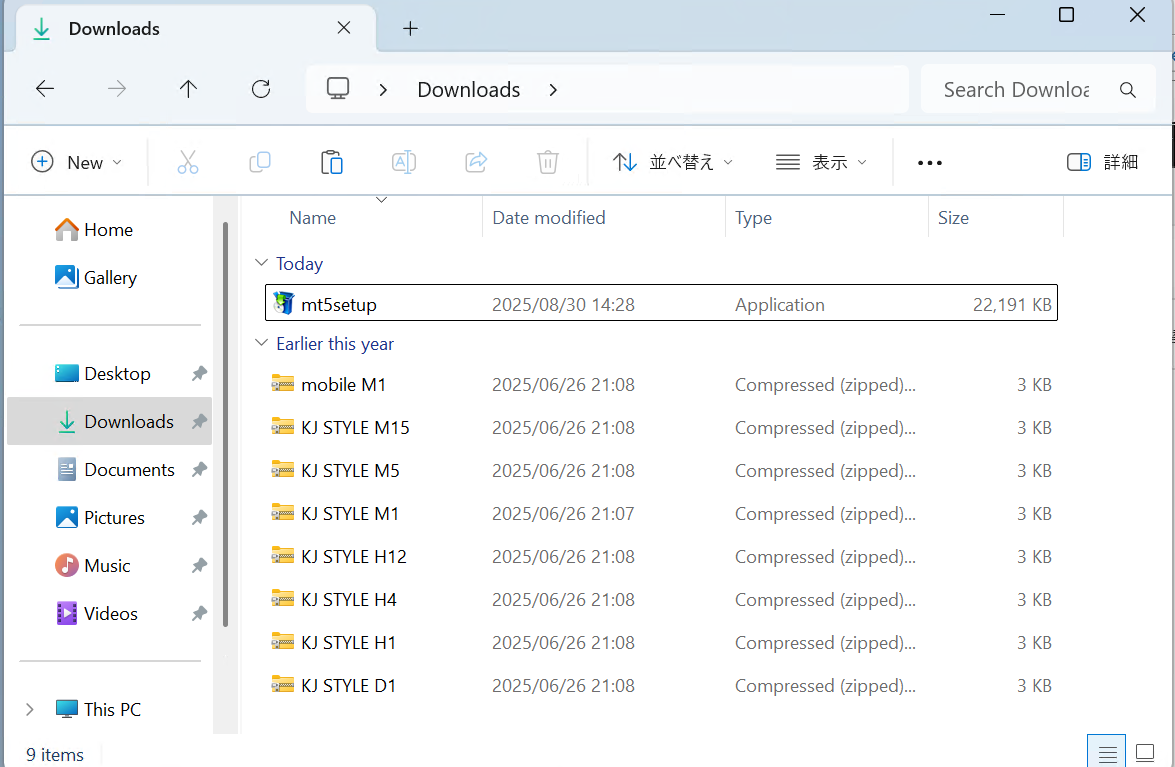 Downloads
Downloads
Search Downloa
New
並べ替え
表示
詳細
Home
Gallery
Desktop
Downloads
Documents
Pictures
Music
Videos
This PC
Name Date modified Type Size
Today
mt5setup 2025/08/30 14:28 Application 22,191 KB
Earlier this year
mobile M1 2025/06/26 21:08 Compressed (zipped)... 3 KB
KJ STYLE M15 2025/06/26 21:08 Compressed (zipped)... 3 KB
KJ STYLE M5 2025/06/26 21:08 Compressed (zipped)... 3 KB
KJ STYLE M1 2025/06/26 21:07 Compressed (zipped)... 3 KB
KJ STYLE H12 2025/06/26 21:08 Compressed (zipped)... 3 KB
KJ STYLE H4 2025/06/26 21:08 Compressed (zipped)... 3 KB
KJ STYLE H1 2025/06/26 21:08 Compressed (zipped)... 3 KB
KJ STYLE D1 2025/06/26 21:08 Compressed (zipped)... 3 KB
9 items